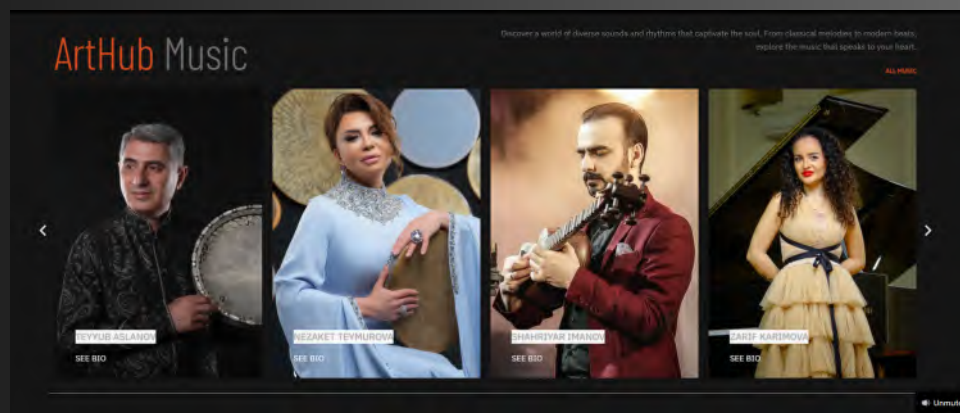 ArtHub Music
Discover a world of diverse sounds and rhythms that captivate the soul. From classical melodies to modern beats,
explore the music that speaks to your heart.
ALL MUSIC
TEYYUB ASLANOV
SEE BIO
NEZAKET TEYMUROVA
SEE BIO
SHAHRIYAR IMANOV
SEE BIO
ZARIF KARIMOVA
SEE BIO
Unmute